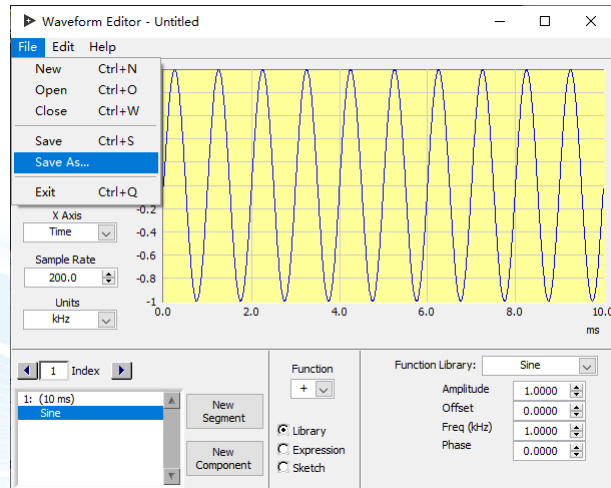 Waveform Editor - Untitled
File Edit Help
New Ctrl+N
Open Ctrl+O
Close Ctrl+W
Save Ctrl+S
Save As...
Exit Ctrl+Q
X Axis
Time
Sample Rate
200.0
Units
kHz
-0.2
-0.4
-0.6
-0.8
-1
0.0 2.0 4.0 6.0 8.0 10.0
ms
1 Index
1: (10 ms)
Sine
New Segment
New Component
Function
+
Library
Expression
Sketch
Function Library: Sine
Amplitude 1.0000
Offset 0.0000
Freq (kHz) 1.0000
Phase 0.0000